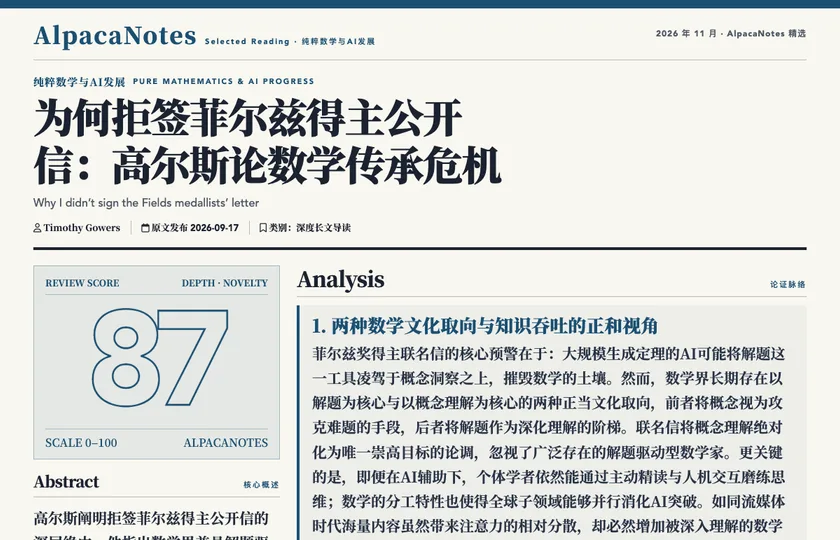 AlpacaNotes Selected Reading · 纯粹数学与AI发展
2026 年 11 月 · AlpacaNotes 精选
纯粹数学与AI发展 PURE MATHEMATICS & AI PROGRESS
为何拒签菲尔兹得主公开
信：高尔斯论数学传承危机
Why I didn’t sign the Fields medallists’ letter
Timothy Gowers 原文发布 2026-09-17 类别：深度长文导读
REVIEW SCORE DEPTH · NOVELTY
87
SCALE 0–100 ALPACANOTES
Abstract 核心概述
高尔斯阐明拒签菲尔兹得主公开信的
Analysis 论证脉络
1. 两种数学文化取向与知识吞吐的正和视角
菲尔兹奖得主联名信的核心预警在于：大规模生成定理的AI可能将解题这
一工具凌驾于概念洞察之上，摧毁数学的土壤。然而，数学界长期存在以
解题为核心与以概念理解为核心的两种正当文化取向，前者将概念视为攻
克难题的手段，后者将解题作为深化理解的阶梯。联名信将概念理解绝对
化为唯一崇高目标的论调，忽视了广泛存在的解题驱动型数学家。更关键
的是，即便在AI辅助下，个体学者依然能通过主动精读与人机交互磨练思
维；数学的分工特性也使得全球子领域能够并行消化AI突破。如同流媒体
时代海量内容虽然带来注意力的相对分散，却必然增加被深入理解的数学